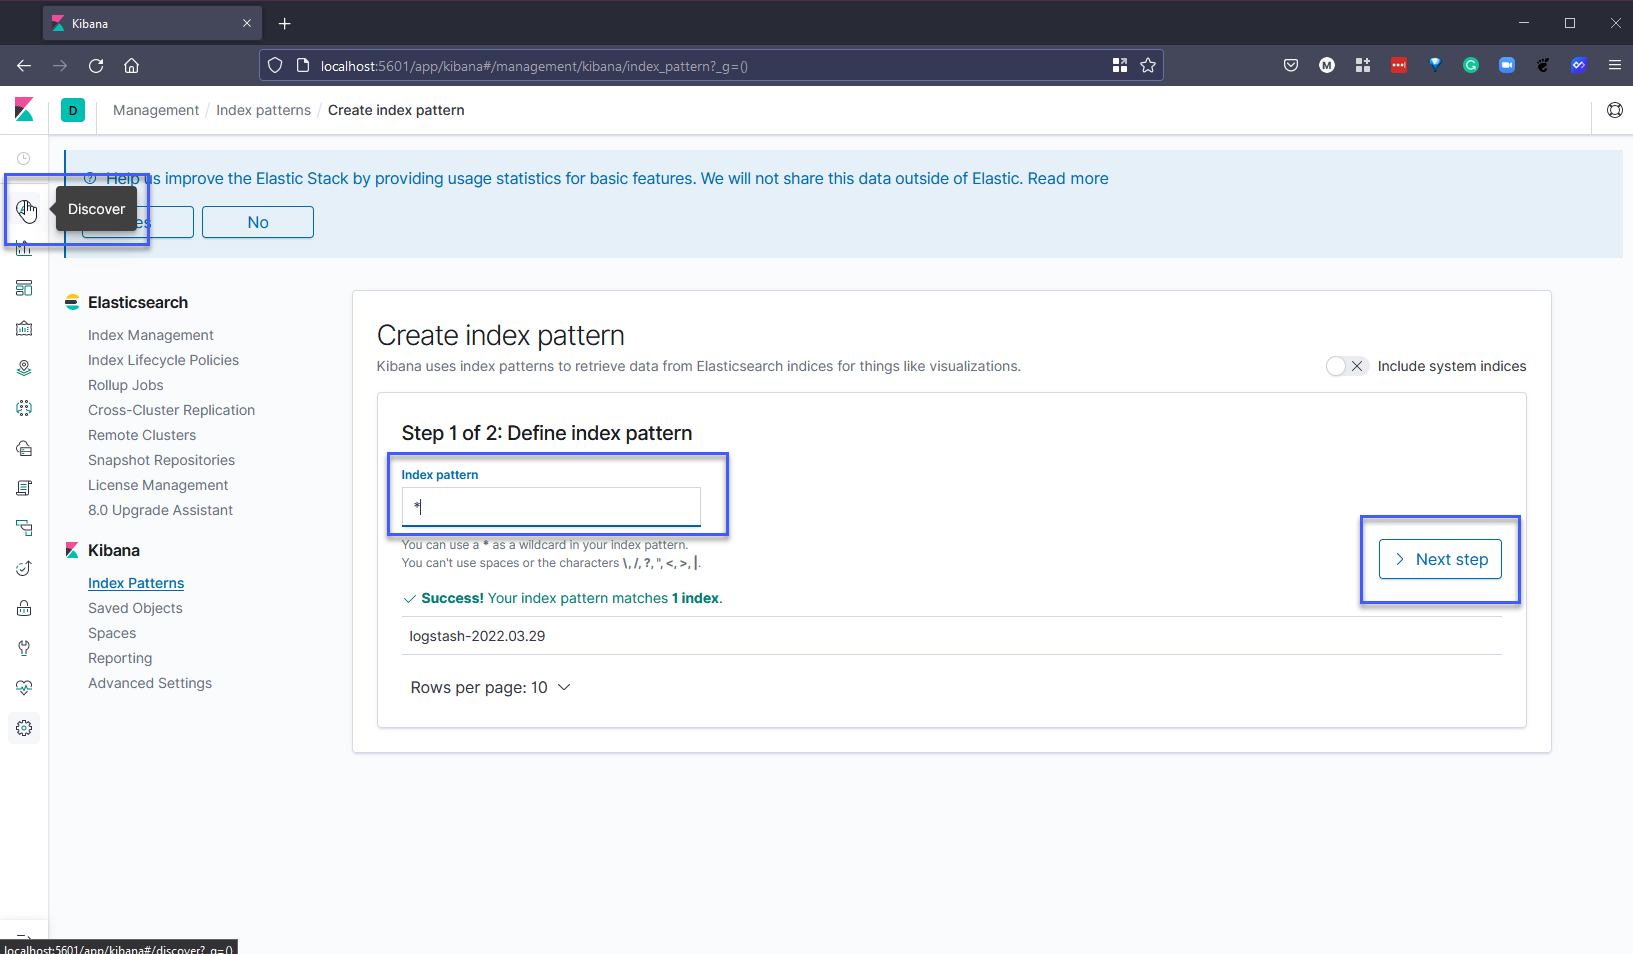 Kibana
localhost:5601/app/kibana#/management/kibana/index_pattern?_g=()
M
G
D
Management / Index patterns / Create index pattern
Help us improve the Elastic Stack by providing usage statistics for basic features. We will not share this data outside of Elastic. Read more
Discover
No
Elasticsearch
Index Management
Index Lifecycle Policies
Rollup Jobs
Cross-Cluster Replication
Remote Clusters
Snapshot Repositories
License Management
8.0 Upgrade Assistant
Kibana
Index Patterns
Saved Objects
Spaces
Reporting
Advanced Settings
Create index pattern
Kibana uses index patterns to retrieve data from Elasticsearch indices for things like visualizations.
Include system indices
Step 1 of 2: Define index pattern
Index pattern
*
You can use a * as a wildcard in your index pattern.
You can't use spaces or the characters \, /, ?, ", <, >, |.
Success! Your index pattern matches 1 index.
Next step
logstash-2022.03.29
Rows per page: 10
localhost:5601/app/kibana#/discover?_g=()